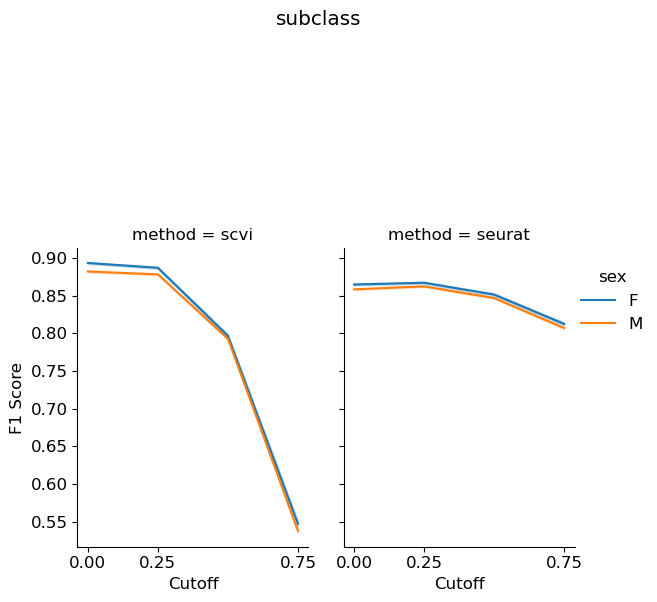 subclass
method = scvi
method = seurat
0.90
0.85
0.80
0.75
0.70
0.65
0.60
0.55
F1 Score
0.00
0.25
0.75
Cutoff
0.00
0.25
0.75
Cutoff
sex
F
M